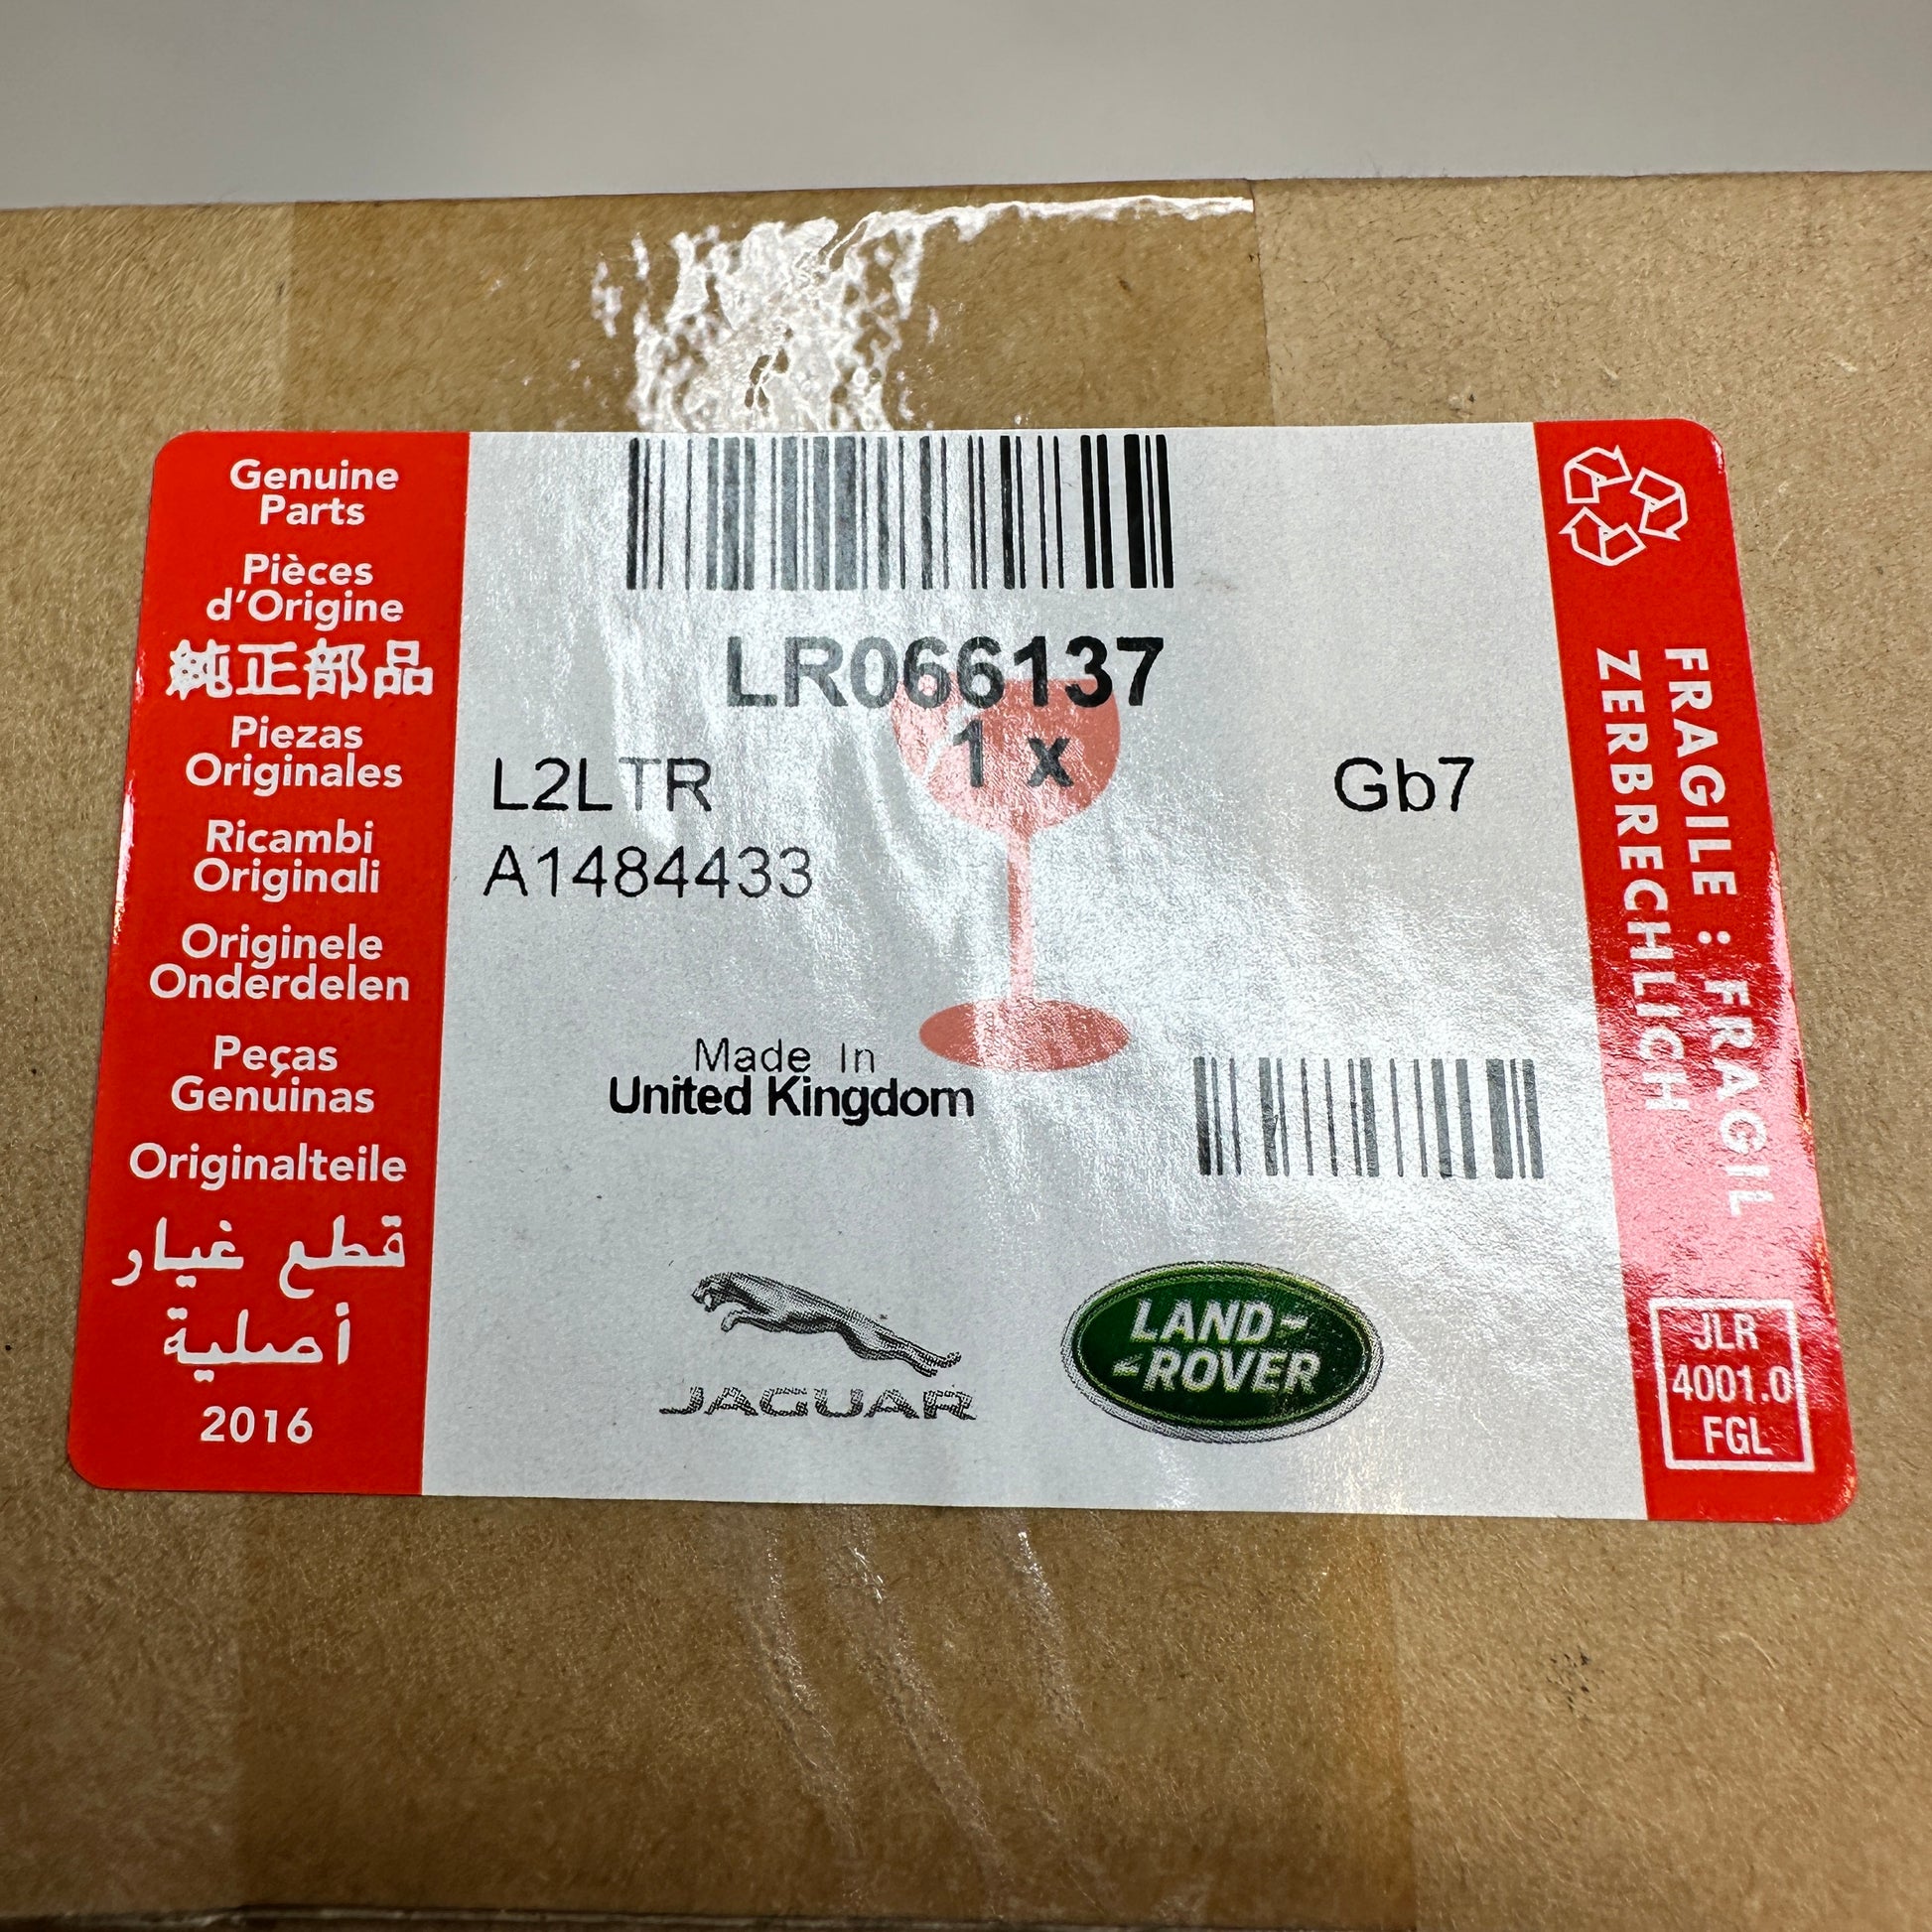 Genuine
Parts
Pièces
d'Origine
純正部品
Piezas
Originales
Ricambi
Originali
Originele
Onderdelen
Peças
Genuinas
Originalteile
قطع غيار
أصلية
2016
LR066137
1 x
L2LTR
Gb7
A1484433
Made In
United Kingdom
JAGUAR
LAND-
-ROVER
FRAGILE : FRAGIL
ZERBRECHLICH
JLR
4001.0
FGL